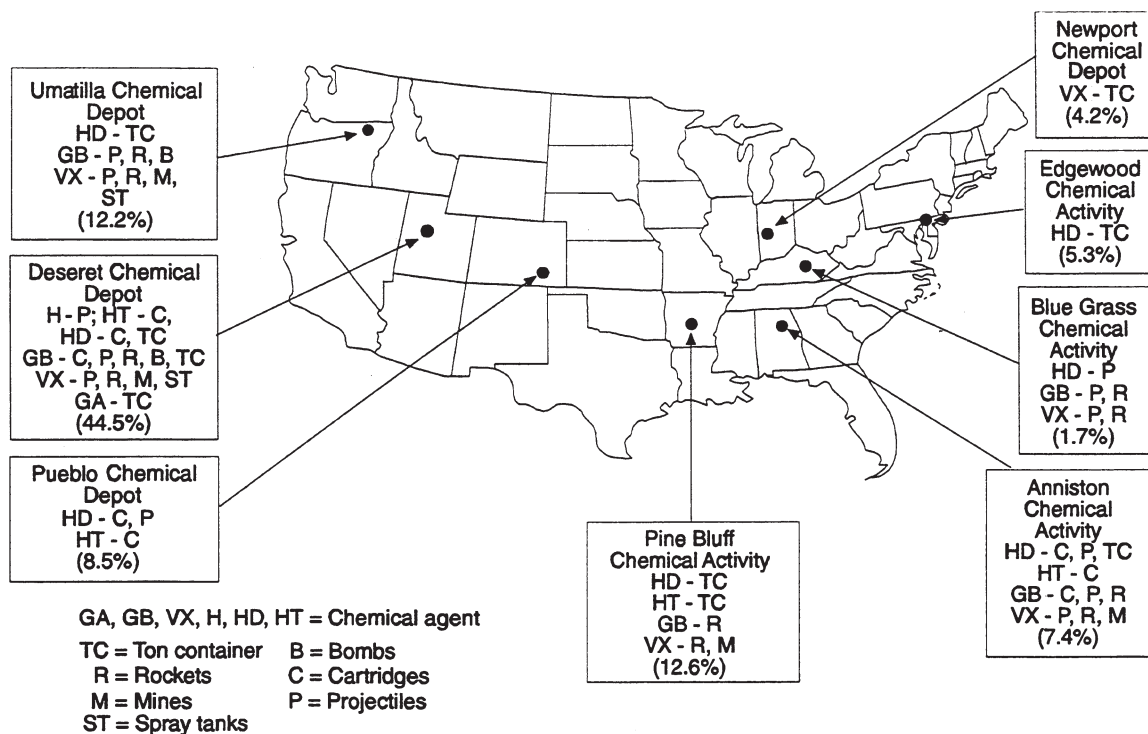 Umatilla Chemical
Depot
HD - TC
GB - P, R, B
VX - P, R, M,
ST
(12.2%)
Deseret Chemical
Depot
H - P; HT - C,
HD - C, TC
GB - C, P, R, B, TC
VX - P, R, M, ST
GA - TC
(44.5%)
Pueblo Chemical
Depot
HD - C, P
HT - C
(8.5%)
Newport
Chemical
Depot
VX - TC
(4.2%)
Edgewood
Chemical
Activity
HD - TC
(5.3%)
Blue Grass
Chemical
Activity
HD - P
GB - P, R
VX - P, R
(1.7%)
Anniston
Chemical
Activity
HD - C, P, TC
HT - C
GB - C, P, R
VX - P, R, M
(7.4%)
Pine Bluff
Chemical Activity
HD - TC
HT - TC
GB - R
VX - R, M
(12.6%)
GA, GB, VX, H, HD, HT = Chemical agent
TC = Ton container B = Bombs
R = Rockets C = Cartridges
M = Mines P = Projectiles
ST = Spray tanks